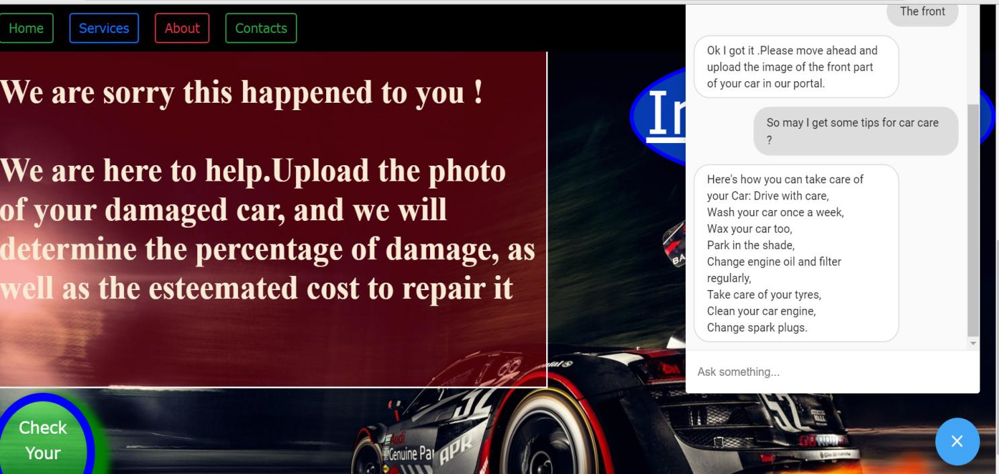 Home
Services
About
Contacts
We are sorry this happened to you !
We are here to help.Upload the photo
of your damaged car, and we will
determine the percentage of damage, as
well as the esteemated cost to repair it
Check
Your
The front
Ok I got it .Please move ahead and
upload the image of the front part
of your car in our portal.
So may I get some tips for car care
?
Here's how you can take care of
your Car: Drive with care,
Wash your car once a week,
Wax your car too,
Park in the shade,
Change engine oil and filter
regularly,
Take care of your tyres,
Clean your car engine,
Change spark plugs.
Ask something...
BA
52
52
Audi
Genuine Par
APR